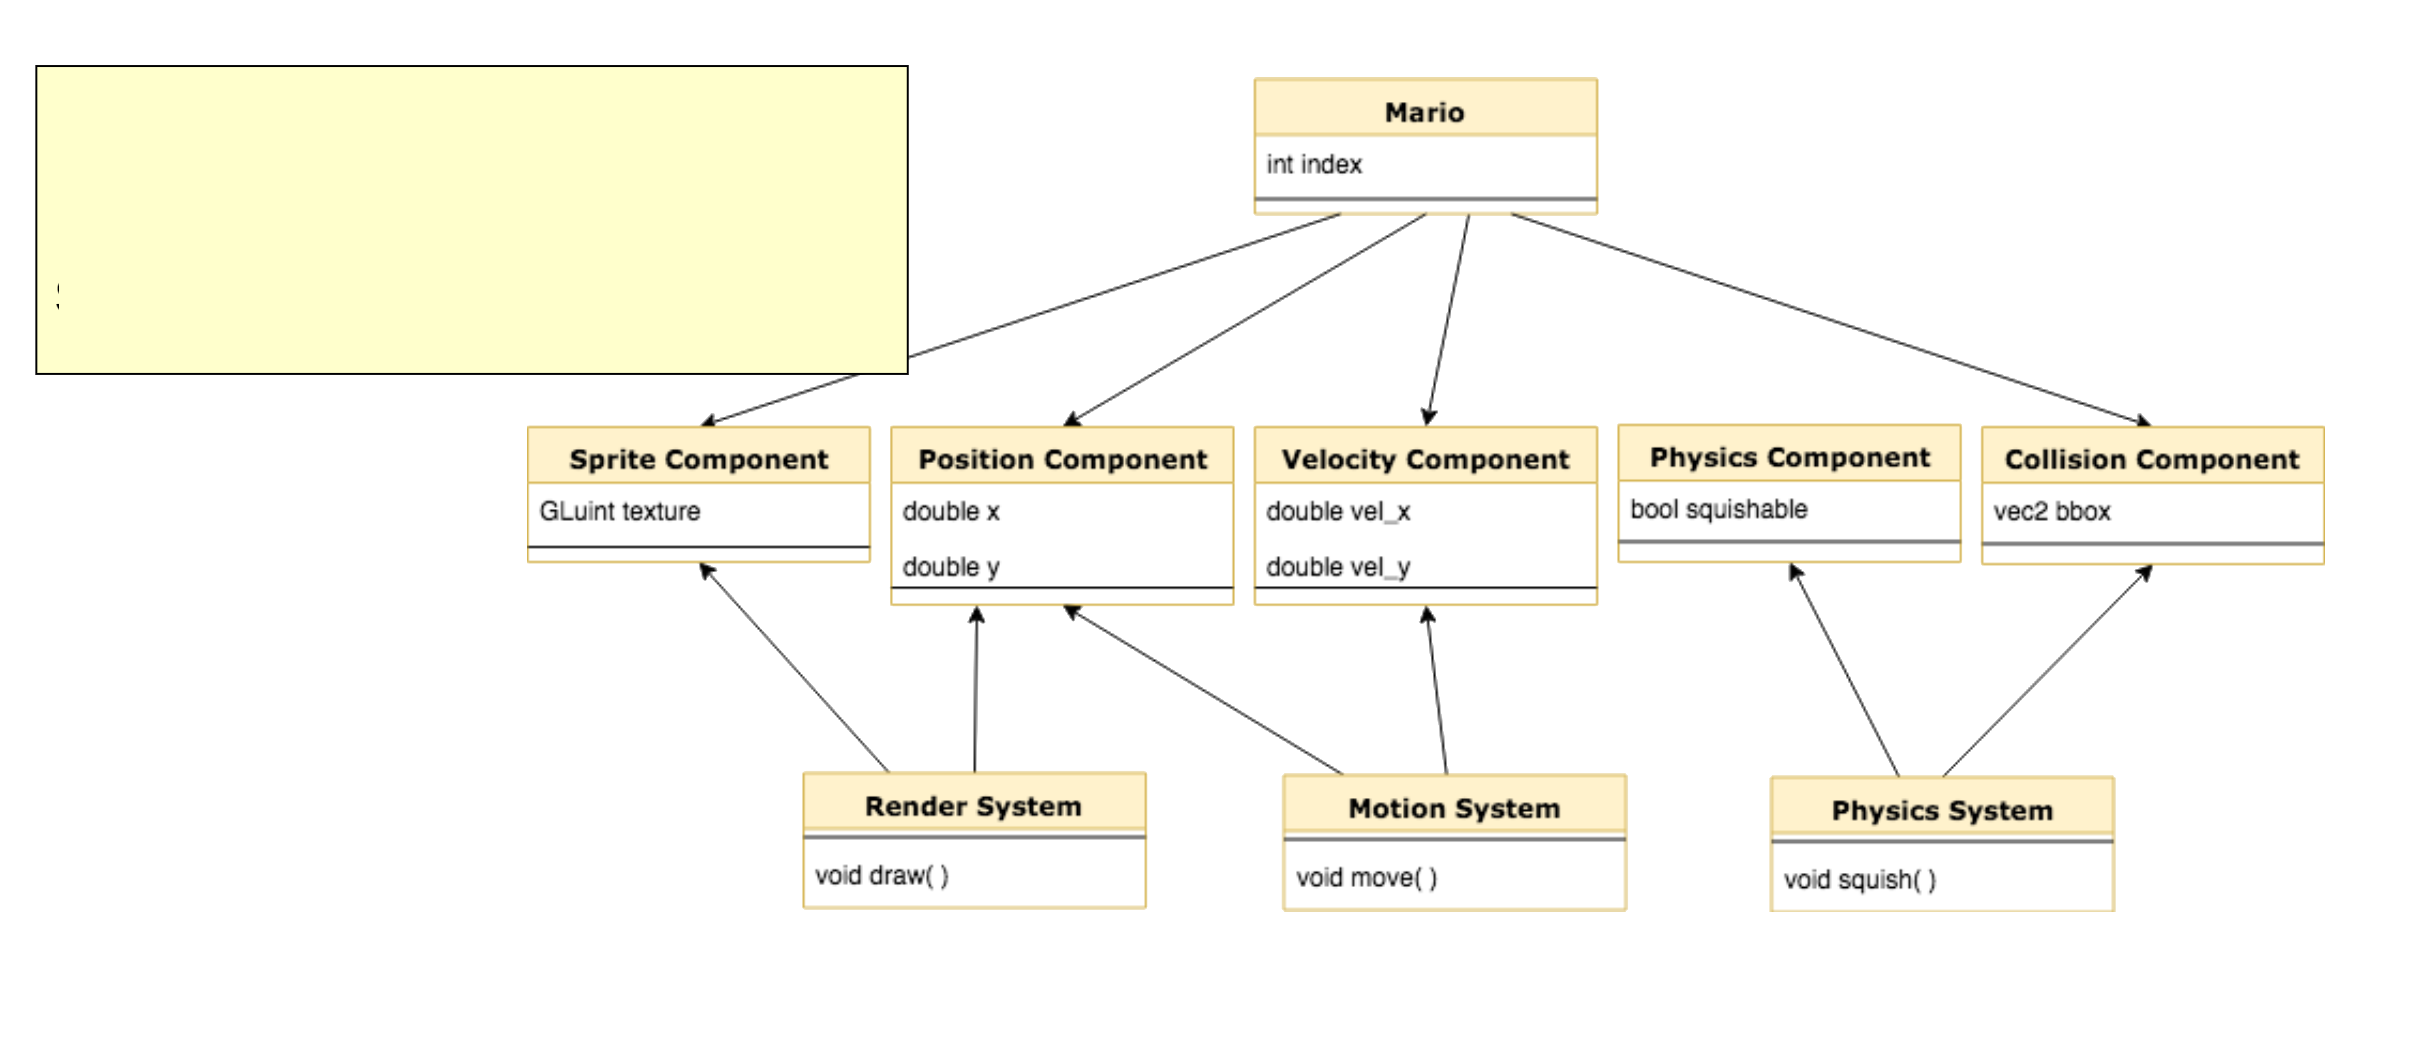 Mario
int index
Sprite Component
GLuint texture
Position Component
double x
double y
Velocity Component
double vel_x
double vel_y
Physics Component
bool squishable
Collision Component
vec2 bbox
Render System
void draw( )
Motion System
void move( )
Physics System
void squish( )